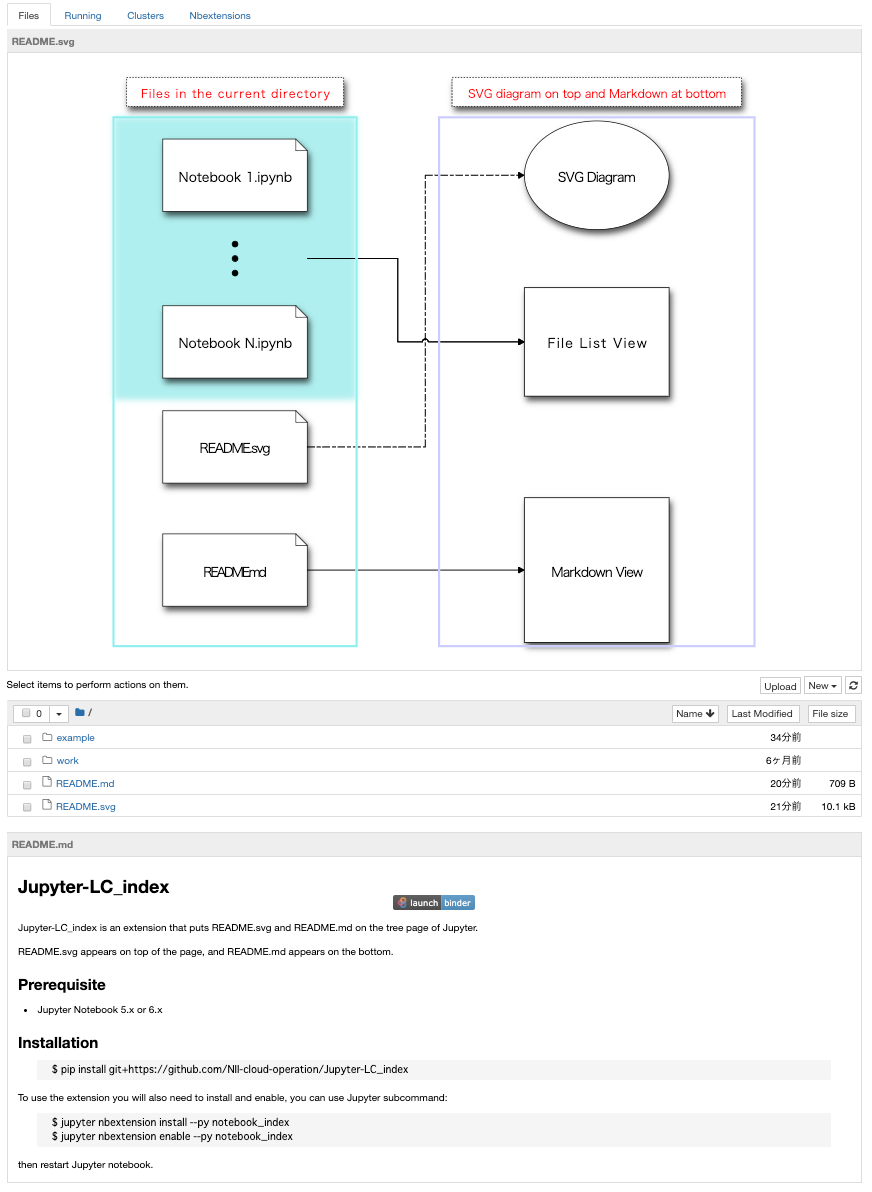 Files Running Clusters Nbextensions
README.svg
Files in the current directory
SVG diagram on top and Markdown at bottom
Notebook 1.ipynb
SVG Diagram
Notebook N.ipynb
File List View
README.svg
README.md
Markdown View
Select items to perform actions on them.
Upload New
0 /
Name Last Modified File size
example 34分前
work 6ヶ月前
README.md 20分前 709 B
README.svg 21分前 10.1 kB
README.md
Jupyter-LC_index
launch binder
Jupyter-LC_index is an extension that puts README.svg and README.md on the tree page of Jupyter.
README.svg appears on top of the page, and README.md appears on the bottom.
Prerequisite
• Jupyter Notebook 5.x or 6.x
Installation
$ pip install git+https://github.com/NII-cloud-operation/Jupyter-LC_index
To use the extension you will also need to install and enable, you can use Jupyter subcommand:
$ jupyter nbextension install --py notebook_index
$ jupyter nbextension enable --py notebook_index
then restart Jupyter notebook.